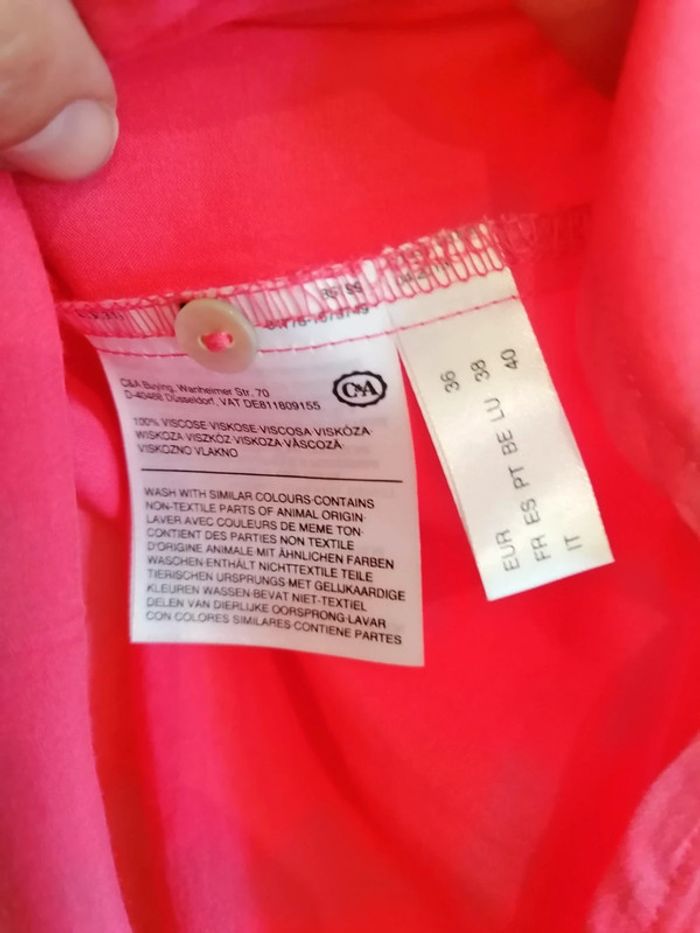 C&A Buying, Wanheimer Str. 70
D-40468 Düsseldorf, VAT DE811809155
C&A
100% VISCOSE·VISKOSE·VISCOSA·VISKÓZA·
WISKOZA·VISZKÓZ·VISKOZA·VÂSCOZÁ·
VISKOZNO VLAKNO
WASH WITH SIMILAR COLOURS·CONTAINS
NON-TEXTILE PARTS OF ANIMAL ORIGIN·
LAVER AVEC COULEURS DE MEME TON·
CONTIENT DES PARTIES NON TEXTILE
D'ORIGINE ANIMALE·MIT ÄHNLICHEN FARBEN
WASCHEN·ENTHÄLT NICHTTEXTILE TEILE
TIERISCHEN URSPRUNGS·MET GELIJKAARDIGE
KLEUREN WASSEN·BEVAT NIET-TEXTIEL
DELEN VAN DIERLIJKE OORSPRONG·LAVAR
CON COLORES SIMILARES·CONTIENE PARTES
EUR 36
FR ES PT BE LU 38
IT 40